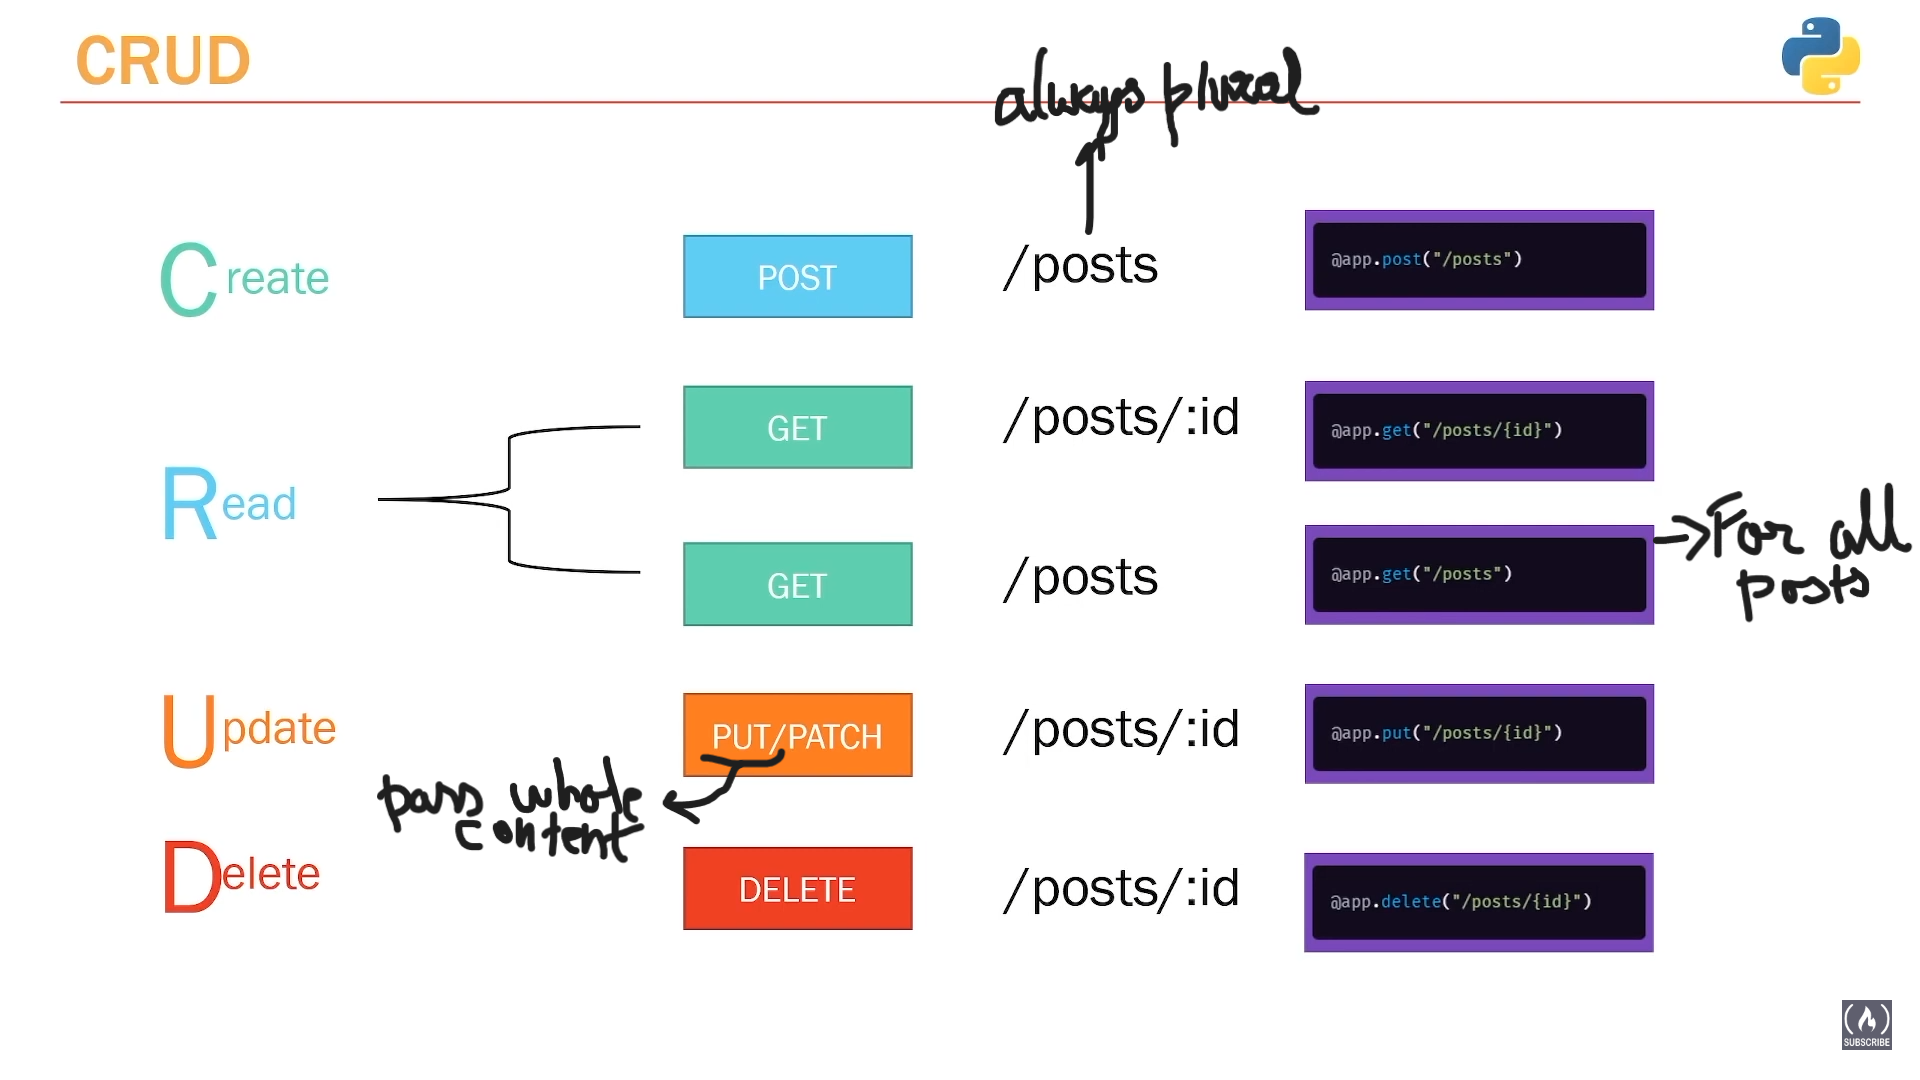 CRUD
always plural
Create
POST
/posts
@app.post("/posts")
Read
GET
/posts/:id
@app.get("/posts/{id}")
GET
/posts
@app.get("/posts")
For all
posts
Update
PUT/PATCH
/posts/:id
@app.put("/posts/{id}")
pass whole
content
Delete
DELETE
/posts/:id
@app.delete("/posts/{id}")
SUBSCRIBE